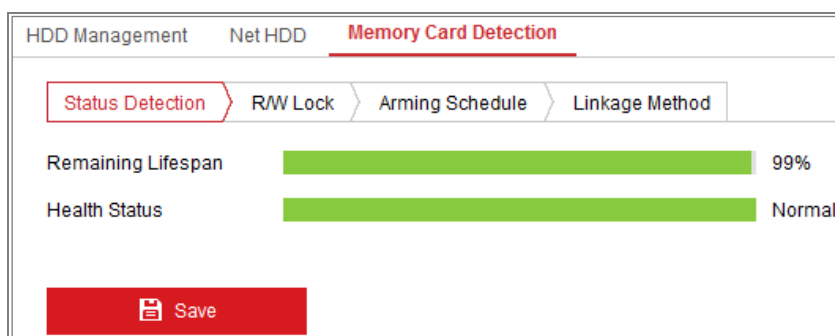 HDD Management Net HDD Memory Card Detection
Status Detection R/W Lock Arming Schedule Linkage Method
Remaining Lifespan 99%
Health Status Normal
Save